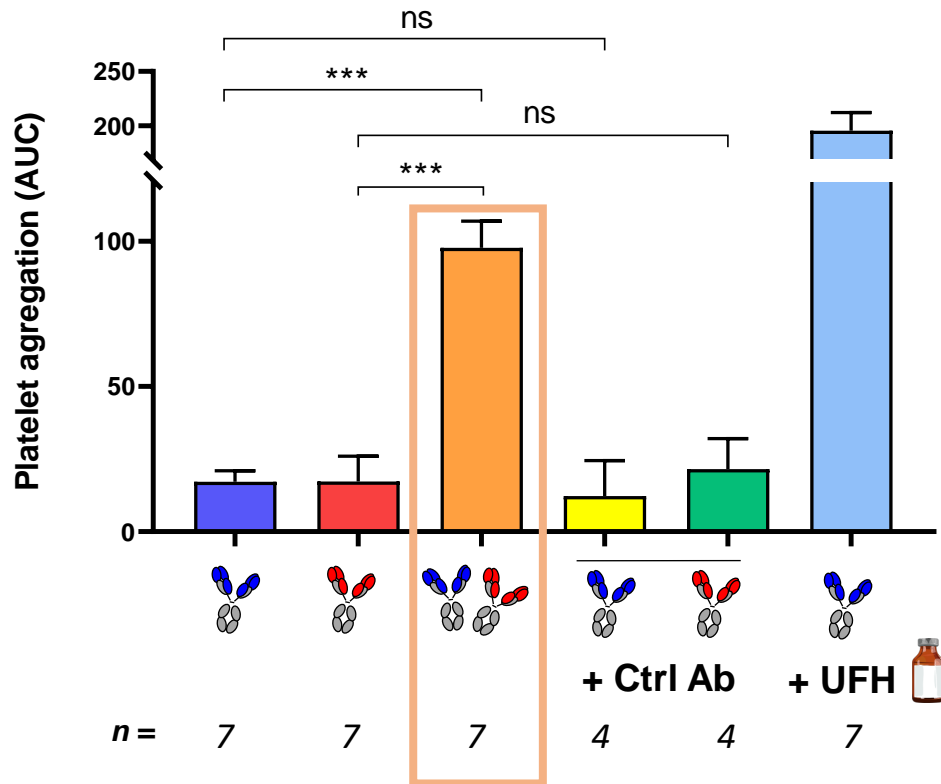 ns
***
ns
***
Platelet agregation (AUC)
250
200
100
50
0
+ Ctrl Ab
+ UFH
n = 7 7 7 4 4 7